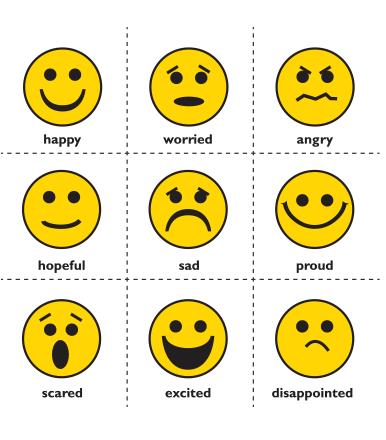 happy
worried
angry
hopeful
sad
proud
scared
excited
disappointed